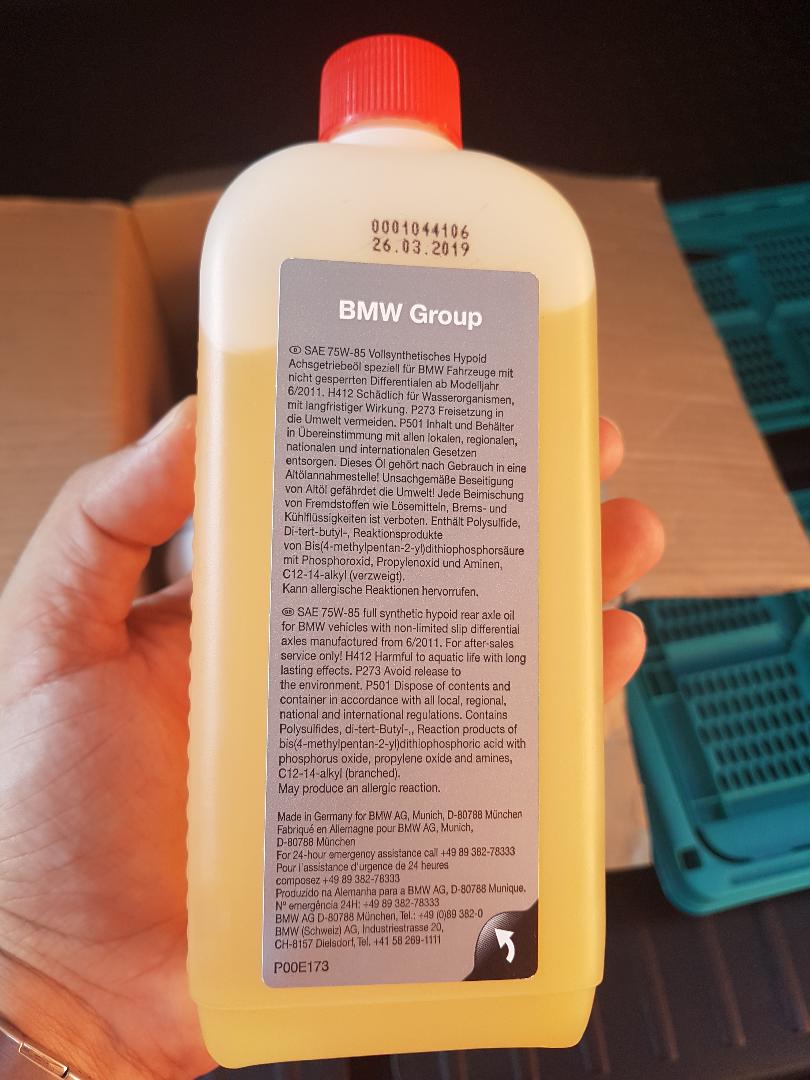 0001044106
26.03.2019
BMW Group
D SAE 75W-85 Vollsynthetisches Hypoid
Achsgetriebeöl speziell für BMW Fahrzeuge mit
nicht gesperrten Differentialen ab Modelljahr
6/2011. H412 Schädlich für Wasserorganismen,
mit langfristiger Wirkung. P273 Freisetzung in
die Umwelt vermeiden. P501 Inhalt und Behälter
in Übereinstimmung mit allen lokalen, regionalen,
nationalen und internationalen Gesetzen
entsorgen. Dieses Öl gehört nach Gebrauch in eine
Altölannahmestelle! Unsachgemäße Beseitigung
von Altöl gefährdet die Umwelt! Jede Beimischung
von Fremdstoffen wie Lösemitteln, Brems- und
Kühlflüssigkeiten ist verboten. Enthält Polysulfide,
Di-tert-butyl-, Reaktionsprodukte
von Bis(4-methylpentan-2-yl)dithiophosphorsäure
mit Phosphoroxid, Propylenoxid und Aminen,
C12-14-alkyl (verzweigt).
Kann allergische Reaktionen hervorrufen.
GB SAE 75W-85 full synthetic hypoid rear axle oil
for BMW vehicles with non-limited slip differential
axles manufactured from 6/2011. For after-sales
service only! H412 Harmful to aquatic life with long
lasting effects. P273 Avoid release to
the environment. P501 Dispose of contents and
container in accordance with all local, regional,
national and international regulations. Contains
Polysulfides, di-tert-Butyl-,, Reaction products of
bis(4-methylpentan-2-yl)dithiophosphoric acid with
phosphorus oxide, propylene oxide and amines,
C12-14-alkyl (branched).
May produce an allergic reaction.
Made in Germany for BMW AG, Munich, D-80788 München
Fabriqué en Allemagne pour BMW AG, Munich,
D-80788 München
For 24-hour emergency assistance call +49 89 382-78333
Pour l'assistance d'urgence de 24 heures
composez +49 89 382-78333
Produzido na Alemanha para a BMW AG, D-80788 Munique.
N° emergência 24H: +49 89 382-78333
BMW AG D-80788 München, Tel.: +49 (0)89 382-0
BMW (Schweiz) AG, Industriestrasse 20,
CH-8157 Dielsdorf, Tel. +41 58 269-1111
P00E173